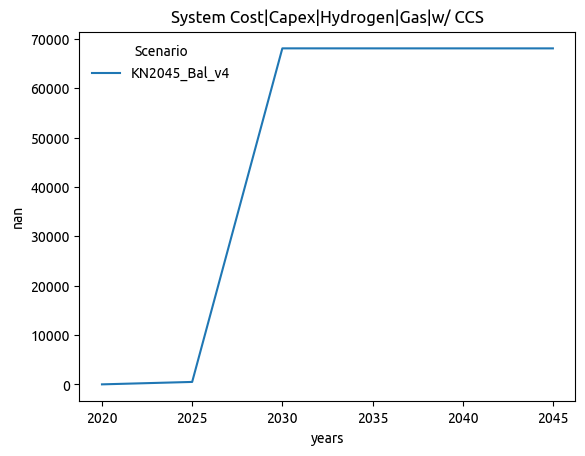 System Cost|Capex|Hydrogen|Gas|w/ CCS
Scenario
KN2045_Bal_v4
70000
60000
50000
40000
30000
20000
10000
0
nan
2020 2025 2030 2035 2040 2045
years